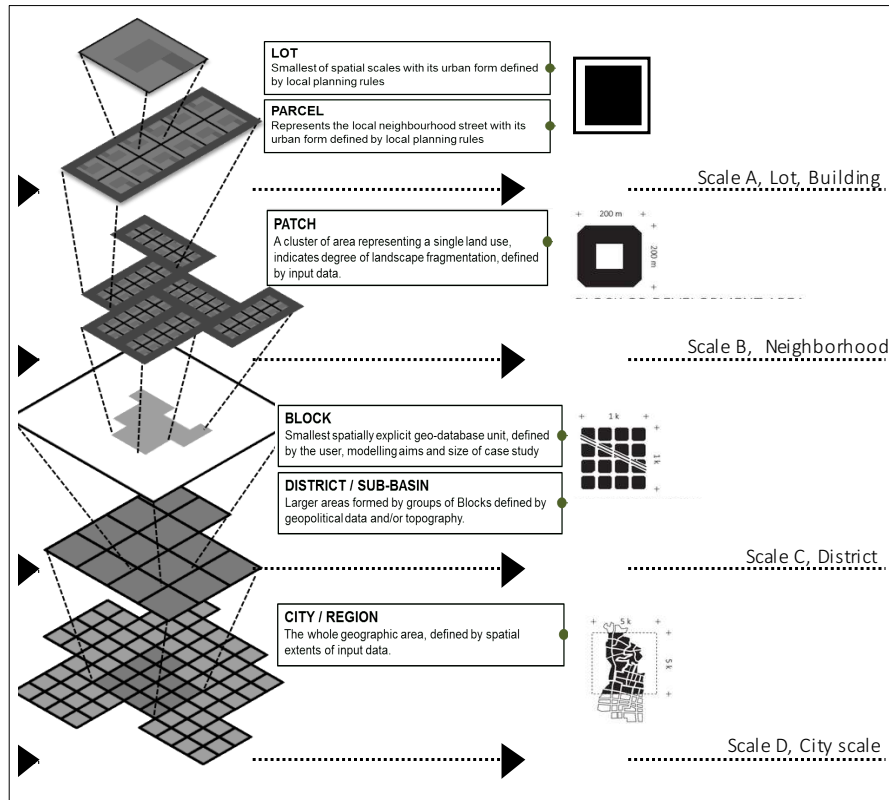 LOT
Smallest of spatial scales with its urban form defined
by local planning rules
PARCEL
Represents the local neighbourhood street with its
urban form defined by local planning rules
Scale A, Lot, Building
PATCH
A cluster of area representing a single land use,
indicates degree of landscape fragmentation, defined
by input data.
200 m
200 m
Scale B, Neighborhood
BLOCK
Smallest spatially explicit geo-database unit, defined
by the user, modelling aims and size of case study
1 k
1 k
DISTRICT / SUB-BASIN
Larger areas formed by groups of Blocks defined by
geopolitical data and/or topography.
Scale C, District
CITY / REGION
The whole geographic area, defined by spatial
extents of input data.
5 k
5 k
Scale D, City scale